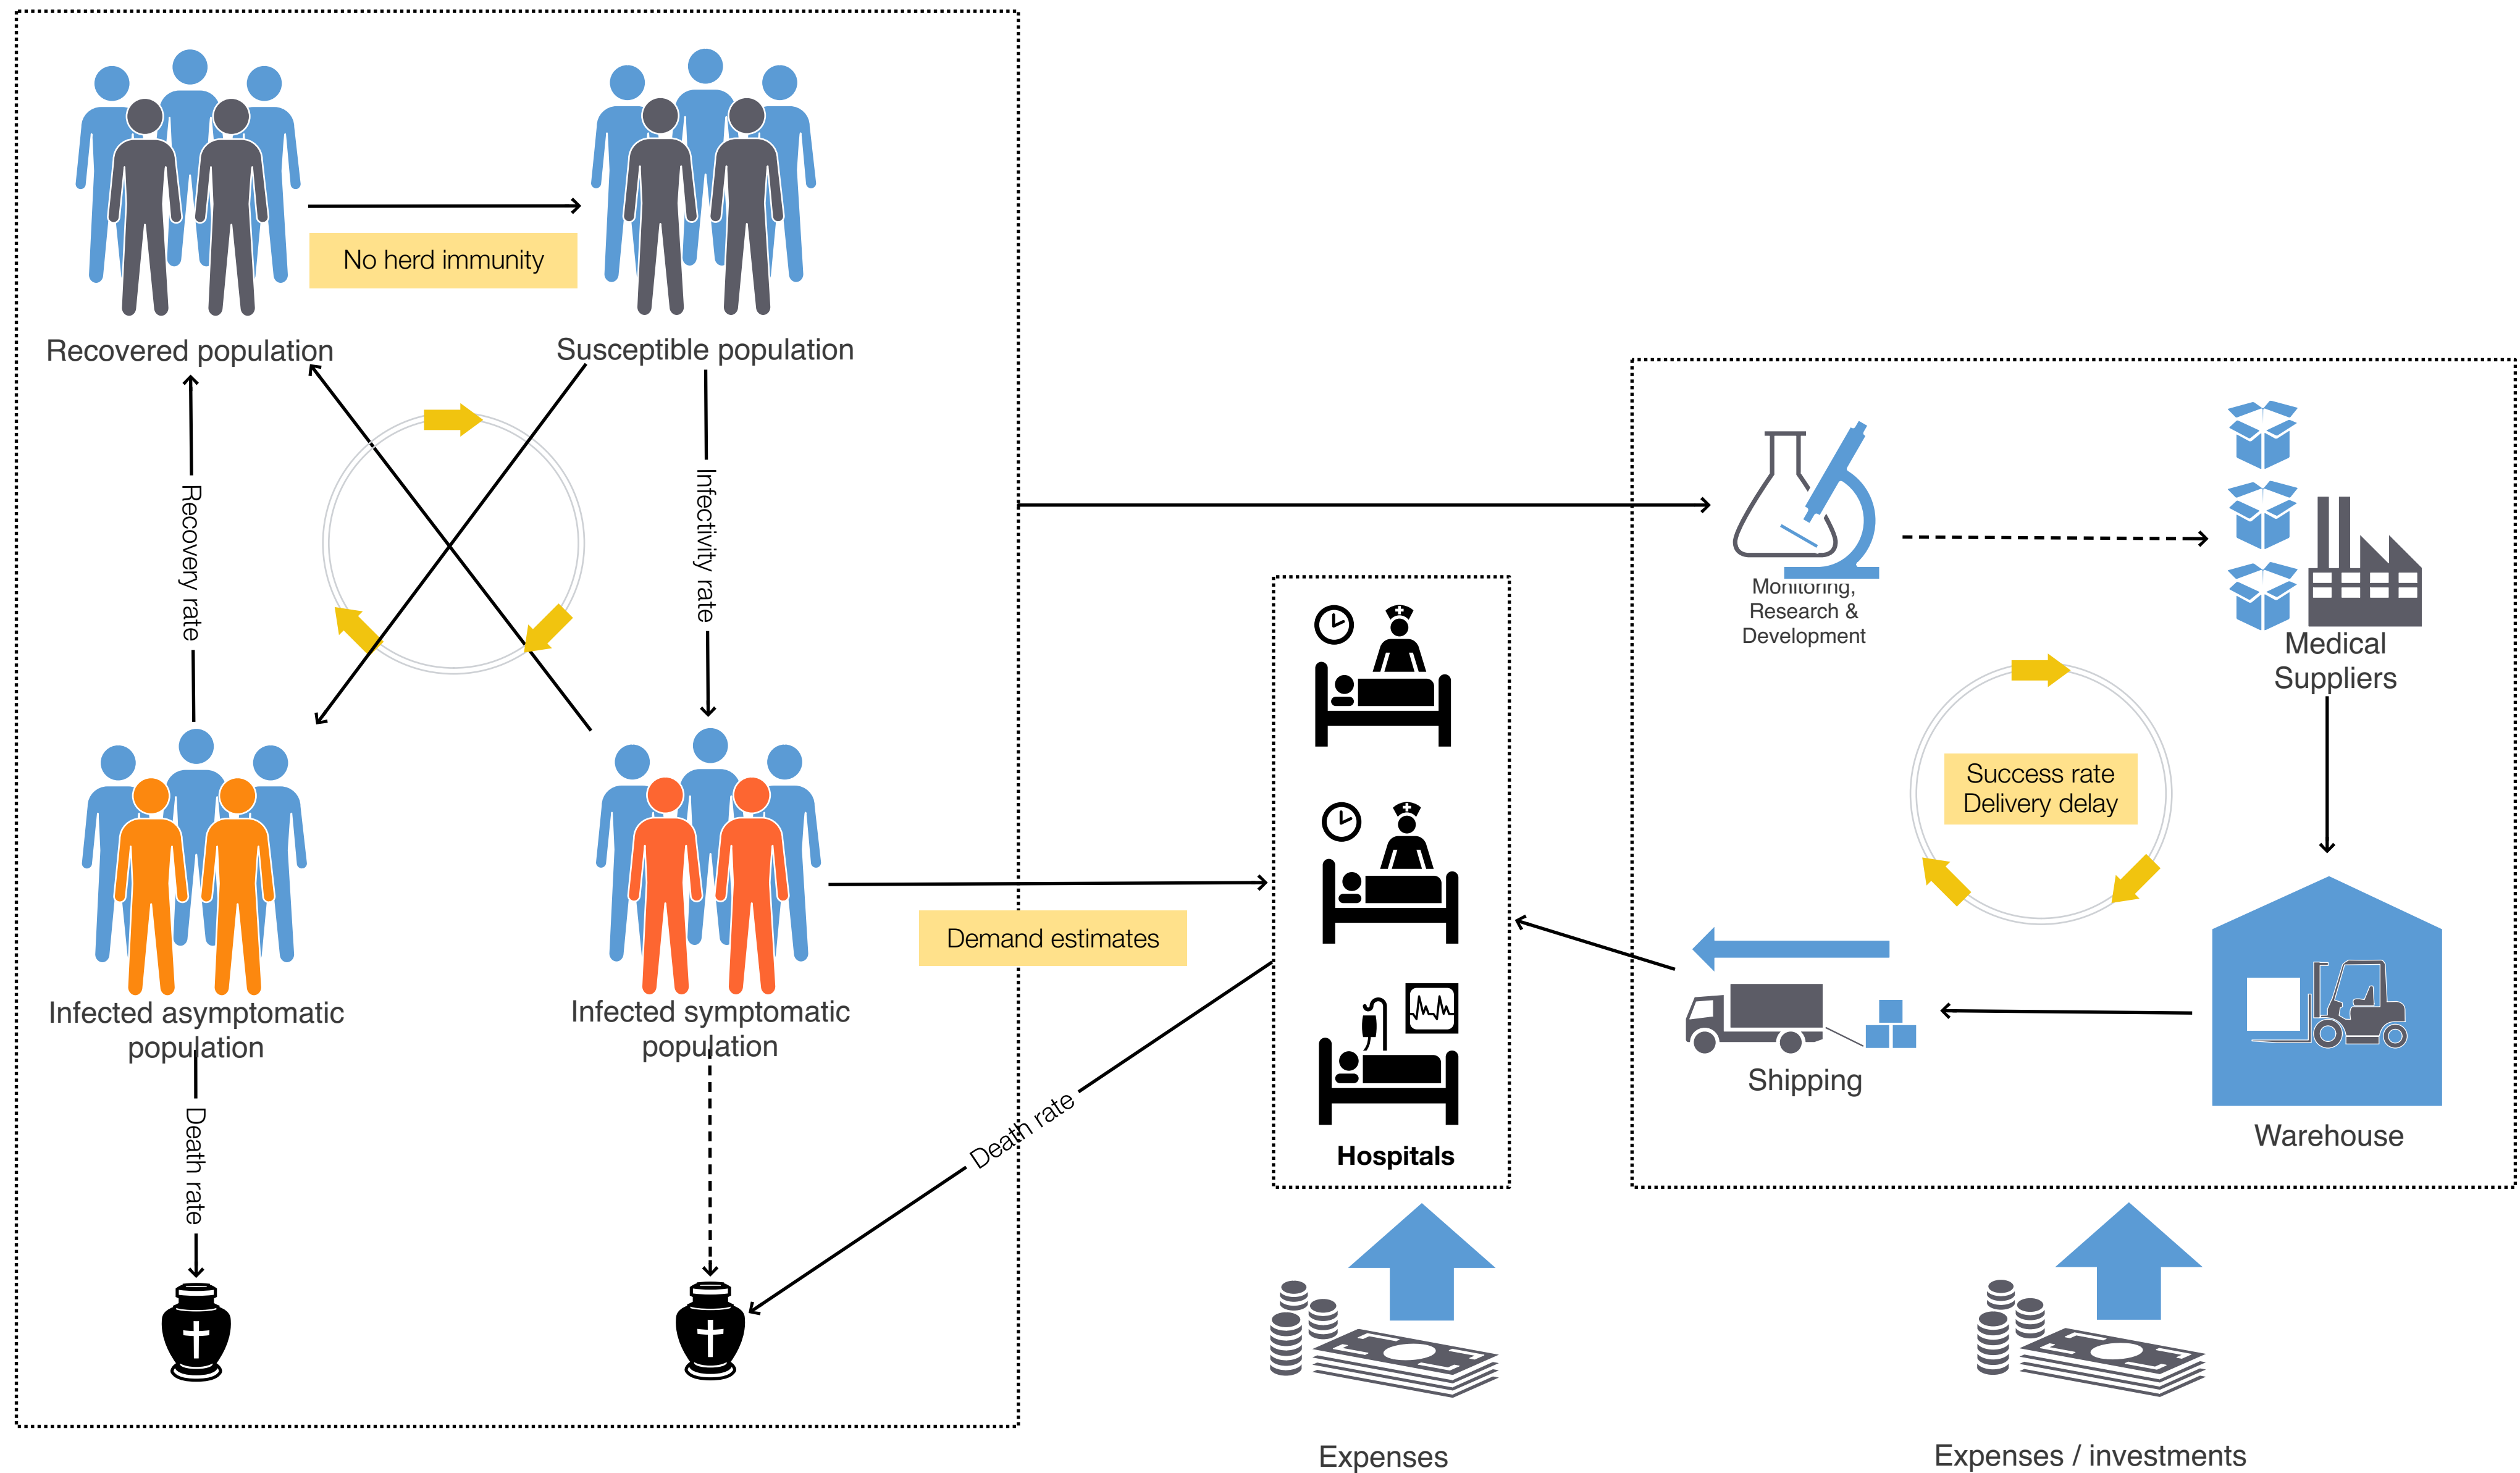 No herd immunity
Recovered population
Susceptible population
Recovery rate
Infectivity rate
Monitoring,
Research &
Development
Medical
Suppliers
Success rate
Delivery delay
Demand estimates
Infected asymptomatic
population
Infected symptomatic
population
Death rate
Death rate
Hospitals
Shipping
Warehouse
Expenses
Expenses / investments